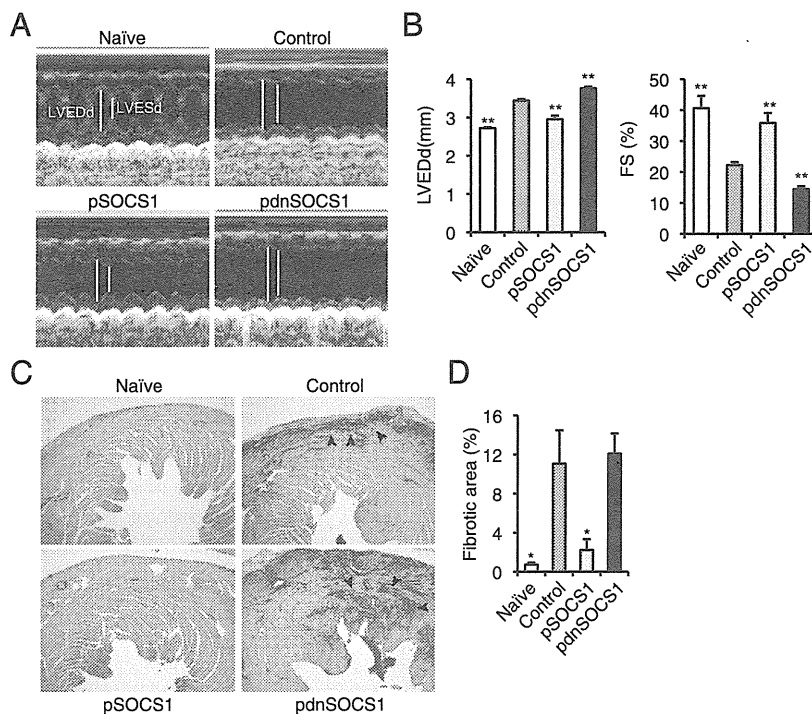 A
Naïve
Control
LVEDd
LVESd
pSOCS1
pdnSOCS1
B
LVEDd(mm)
4
3
2
1
0
**
**
**
Naïve
Control
pSOCS1
pdnSOCS1
FS (%)
50
40
30
20
10
0
**
**
**
Naïve
Control
pSOCS1
pdnSOCS1
C
Naïve
Control
pSOCS1
pdnSOCS1
D
Fibrotic area (%)
16
12
8
4
0
*
*
Naïve
Control
pSOCS1
pdnSOCS1